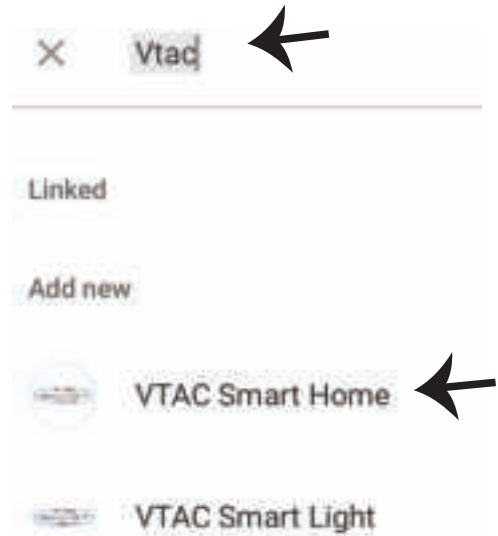 Vtac
Linked
Add new
VTAC Smart Home
VTAC Smart Light